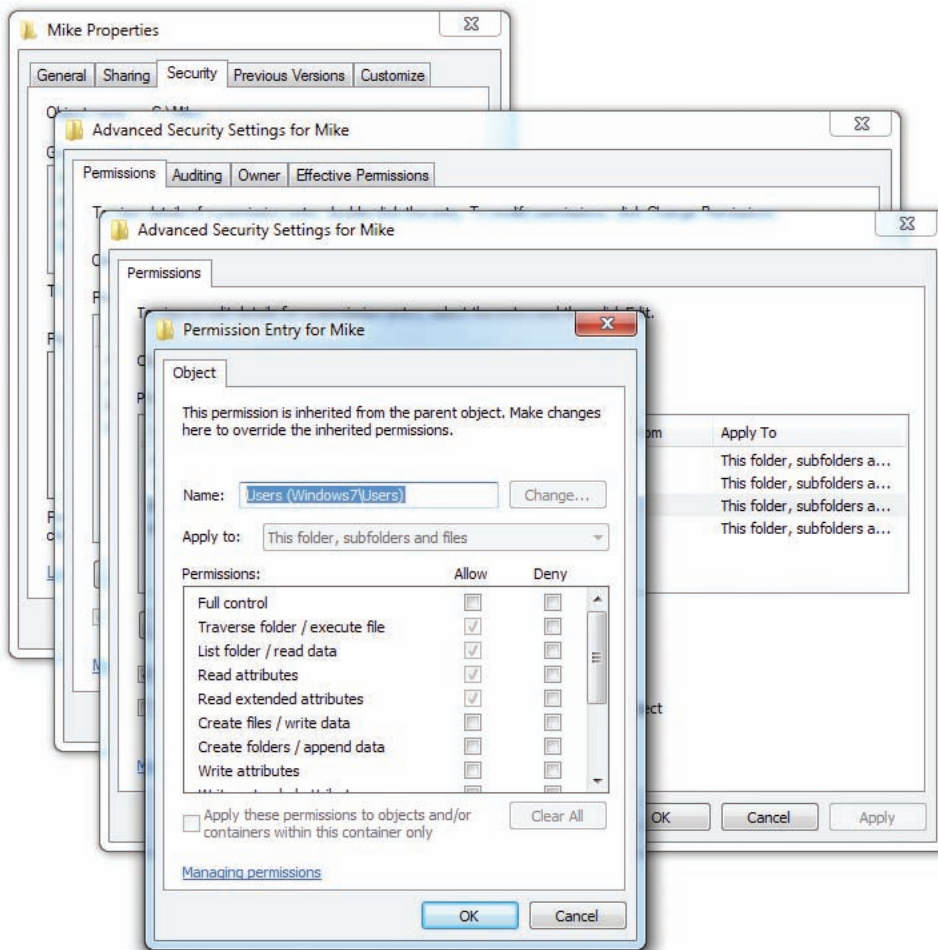 Mike Properties
General Sharing Security Previous Versions Customize
Advanced Security Settings for Mike
Permissions Auditing Owner Effective Permissions
Advanced Security Settings for Mike
Permissions
Permission Entry for Mike
Object
This permission is inherited from the parent object. Make changes
here to override the inherited permissions.
Name: Users (Windows7\Users) Change...
Apply to: This folder, subfolders and files
Permissions: Allow Deny
Full control
Traverse folder / execute file
List folder / read data
Read attributes
Read extended attributes
Create files / write data
Create folders / append data
Write attributes
Apply these permissions to objects and/or
containers within this container only
Clear All
Managing permissions
OK Cancel
Apply To
This folder, subfolders a...
This folder, subfolders a...
This folder, subfolders a...
This folder, subfolders a...
OK Cancel Apply